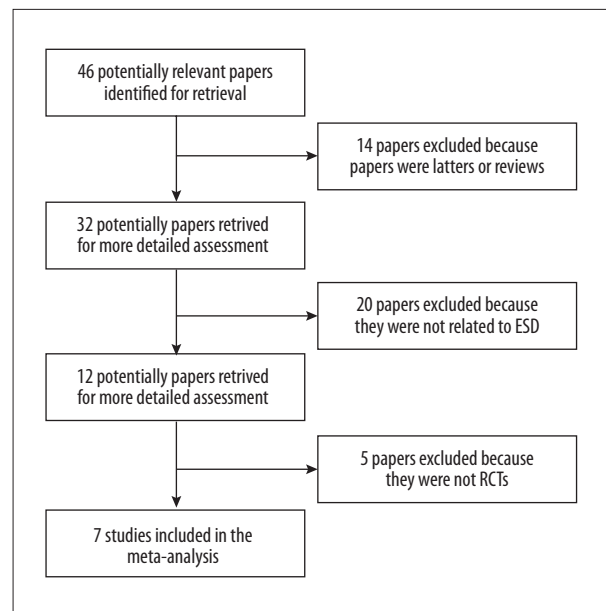 46 potentially relevant papers
identified for retrieval
14 papers excluded because
papers were latters or reviews
32 potentially papers retrived
for more detailed assessment
20 papers excluded because
they were not related to ESD
12 potentially papers retrived
for more detailed assessment
5 papers excluded because
they were not RCTs
7 studies included in the
meta-analysis